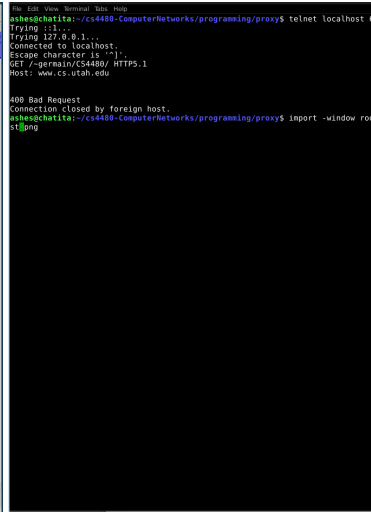 File Edit View Terminal Tabs Help
ashes@chatita:~/cs4480-ComputerNetworks/programming/proxy$ telnet localhost
Trying ::1...
Trying 127.0.0.1...
Connected to localhost.
Escape character is '^]'.
GET /~germain/CS4480/ HTTP5.1
Host: www.cs.utah.edu
400 Bad Request
Connection closed by foreign host.
ashes@chatita:~/cs4480-ComputerNetworks/programming/proxy$ import -window roo
st.png